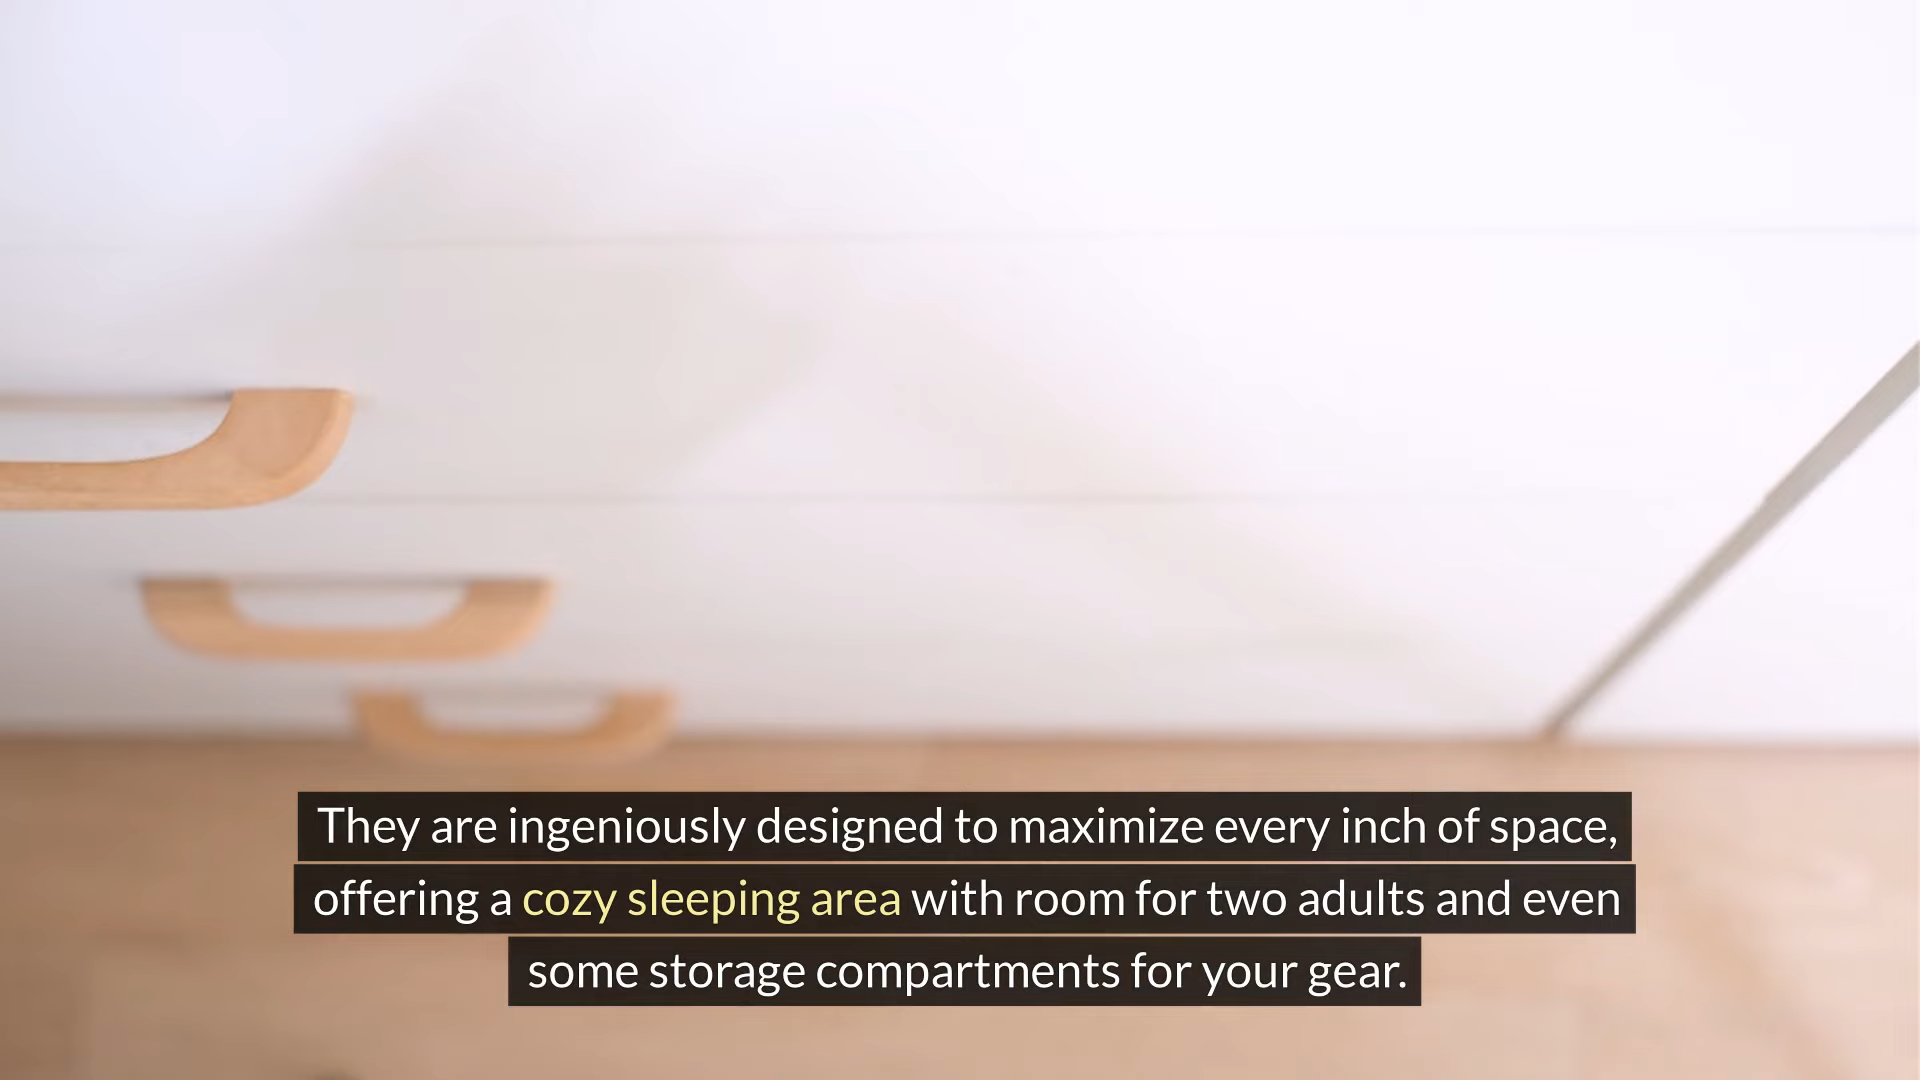 They are ingeniously designed to maximize every inch of space,
offering a cozy sleeping area with room for two adults and even
some storage compartments for your gear.